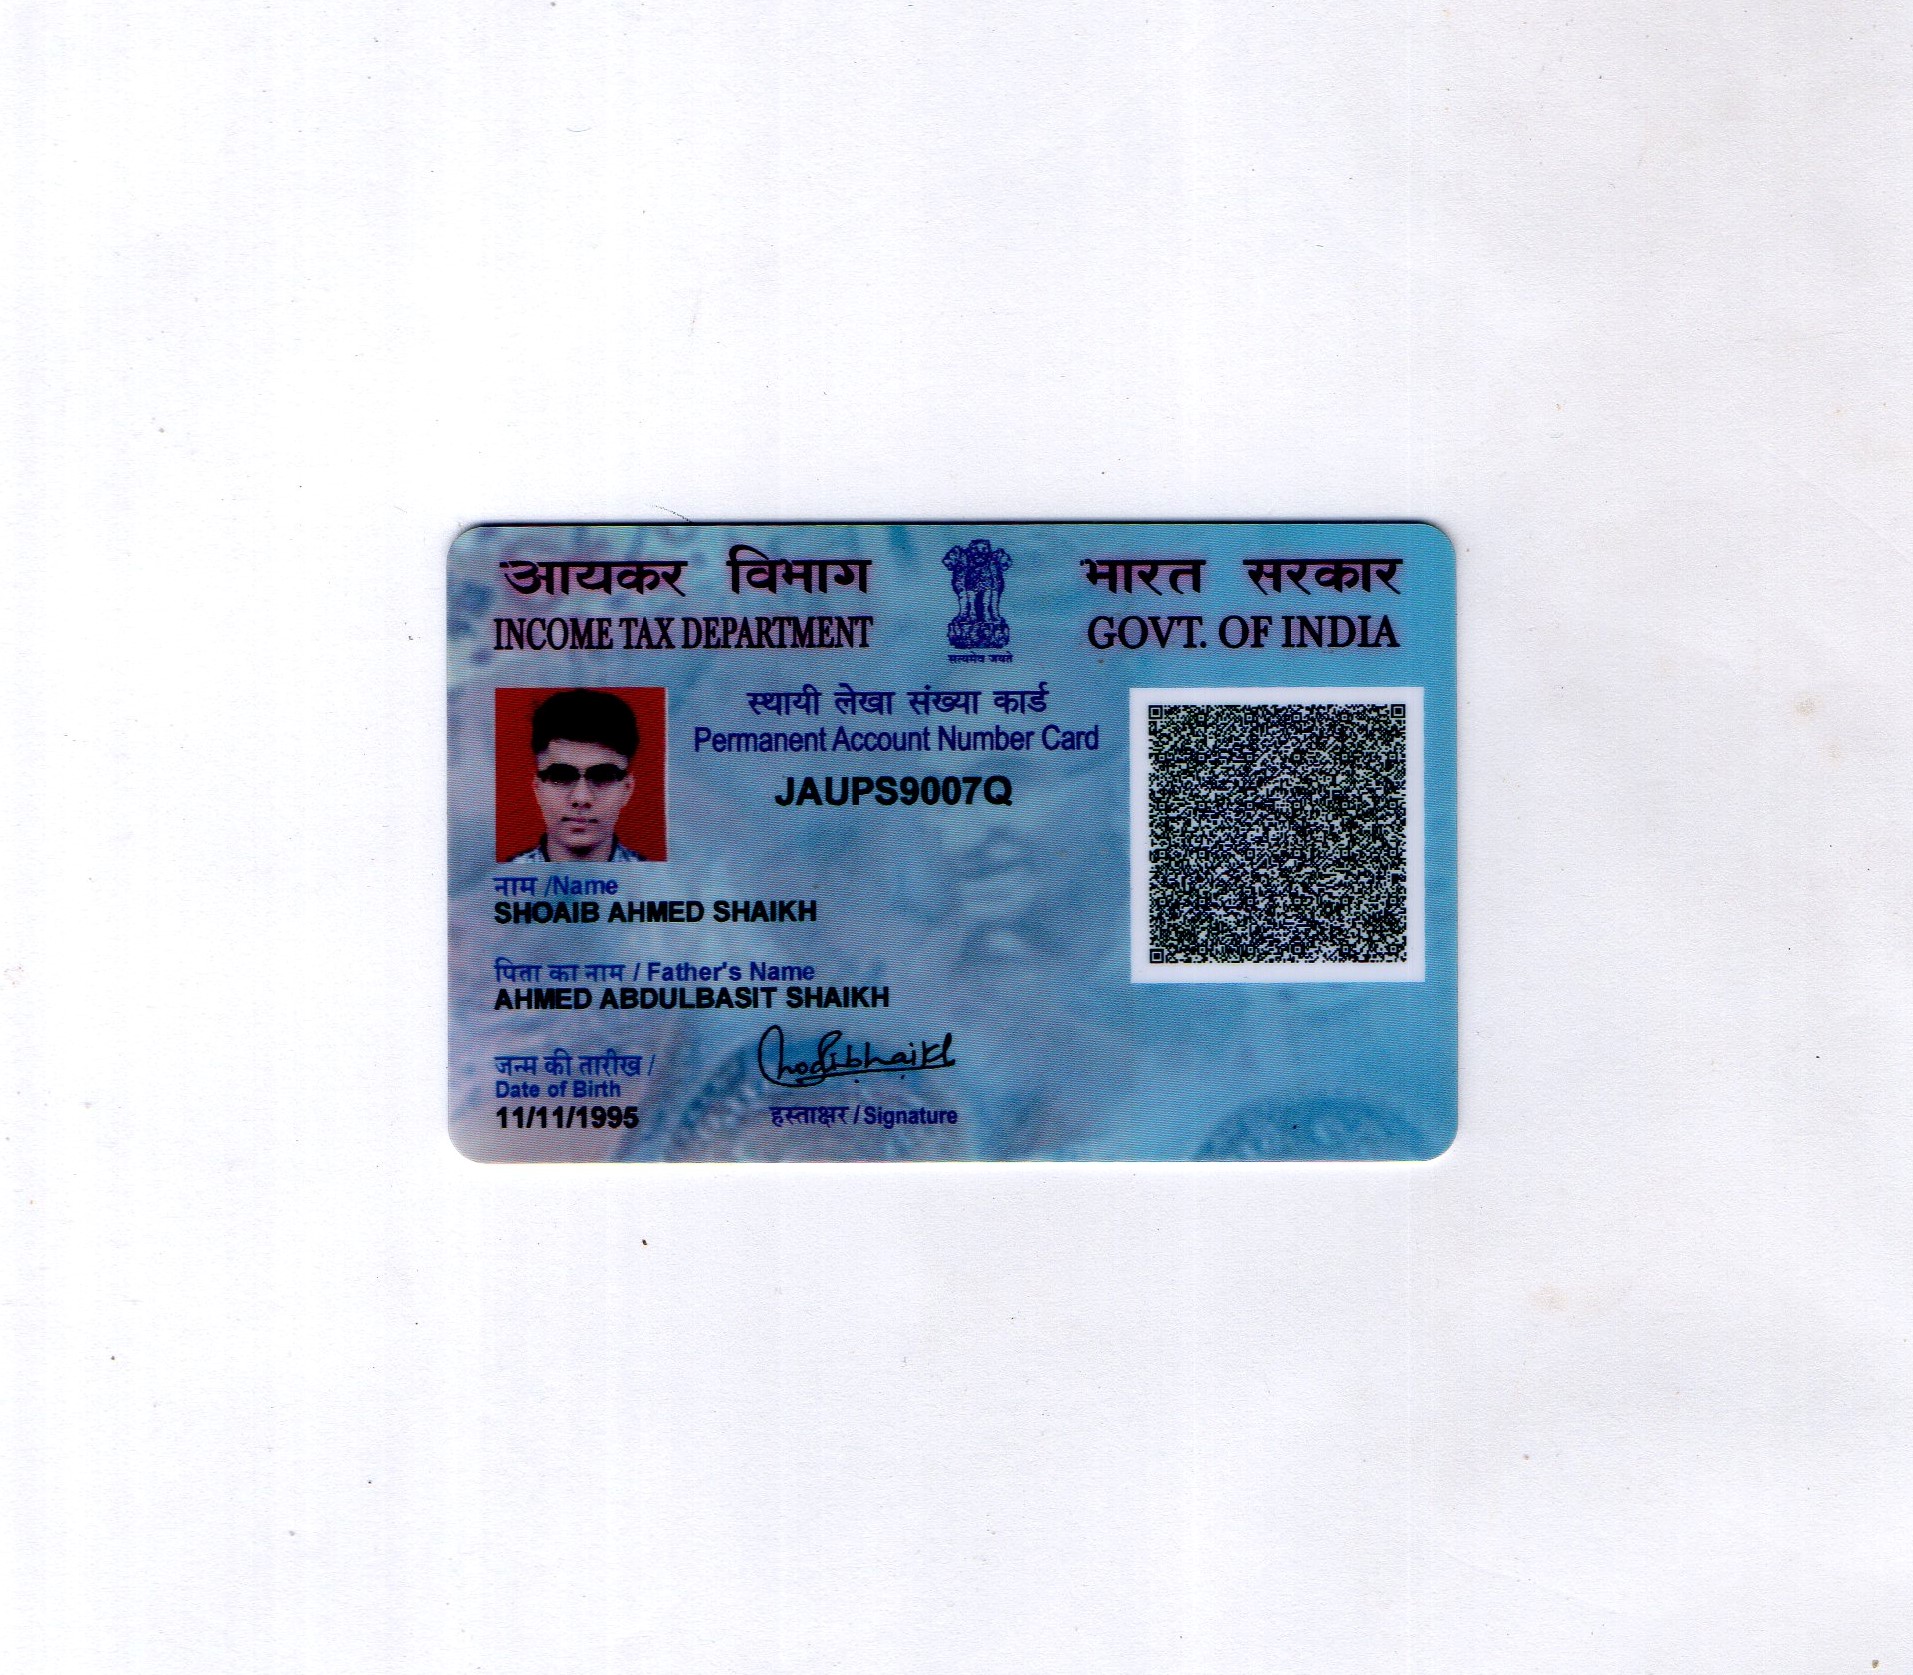 आयकर विभाग
INCOME TAX DEPARTMENT
सत्यमेव जयते
भारत सरकार
GOVT. OF INDIA
स्थायी लेखा संख्या कार्ड
Permanent Account Number Card
JAUPS9007Q
नाम /Name
SHOAIB AHMED SHAIKH
पिता का नाम / Father's Name
AHMED ABDULBASIT SHAIKH
जन्म की तारीख /
Date of Birth
11/11/1995
हस्ताक्षर / Signature